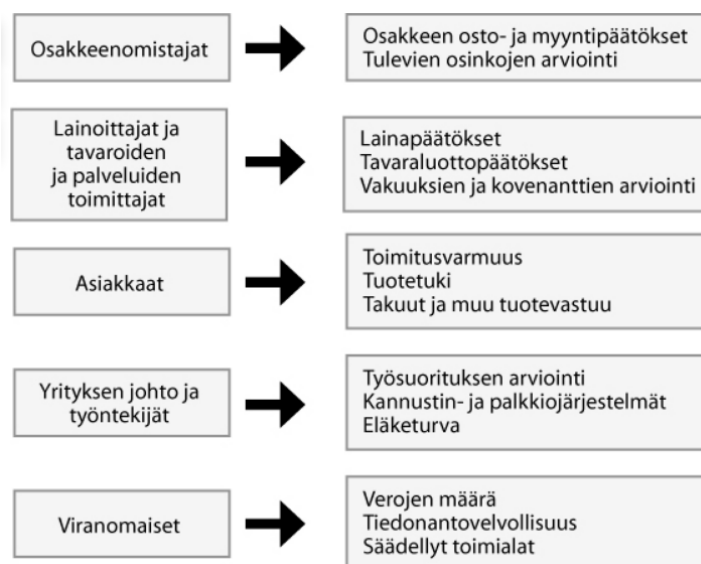 Osakkeenomistajat
Osakkeen osto- ja myyntipäätökset
Tulevien osinkojen arviointi
Lainoittajat ja
tavaroiden
ja palveluiden
toimittajat
Lainapäätökset
Tavaraluottopäätökset
Vakuuksien ja kovenanttien arviointi
Asiakkaat
Toimitusvarmuus
Tuotetuki
Takuut ja muu tuotevastuu
Yrityksen johto ja
työntekijät
Työsuorituksen arviointi
Kannustin- ja palkkiojärjestelmät
Eläketurva
Viranomaiset
Verojen määrä
Tiedonantovelvollisuus
Säädellyt toimialat